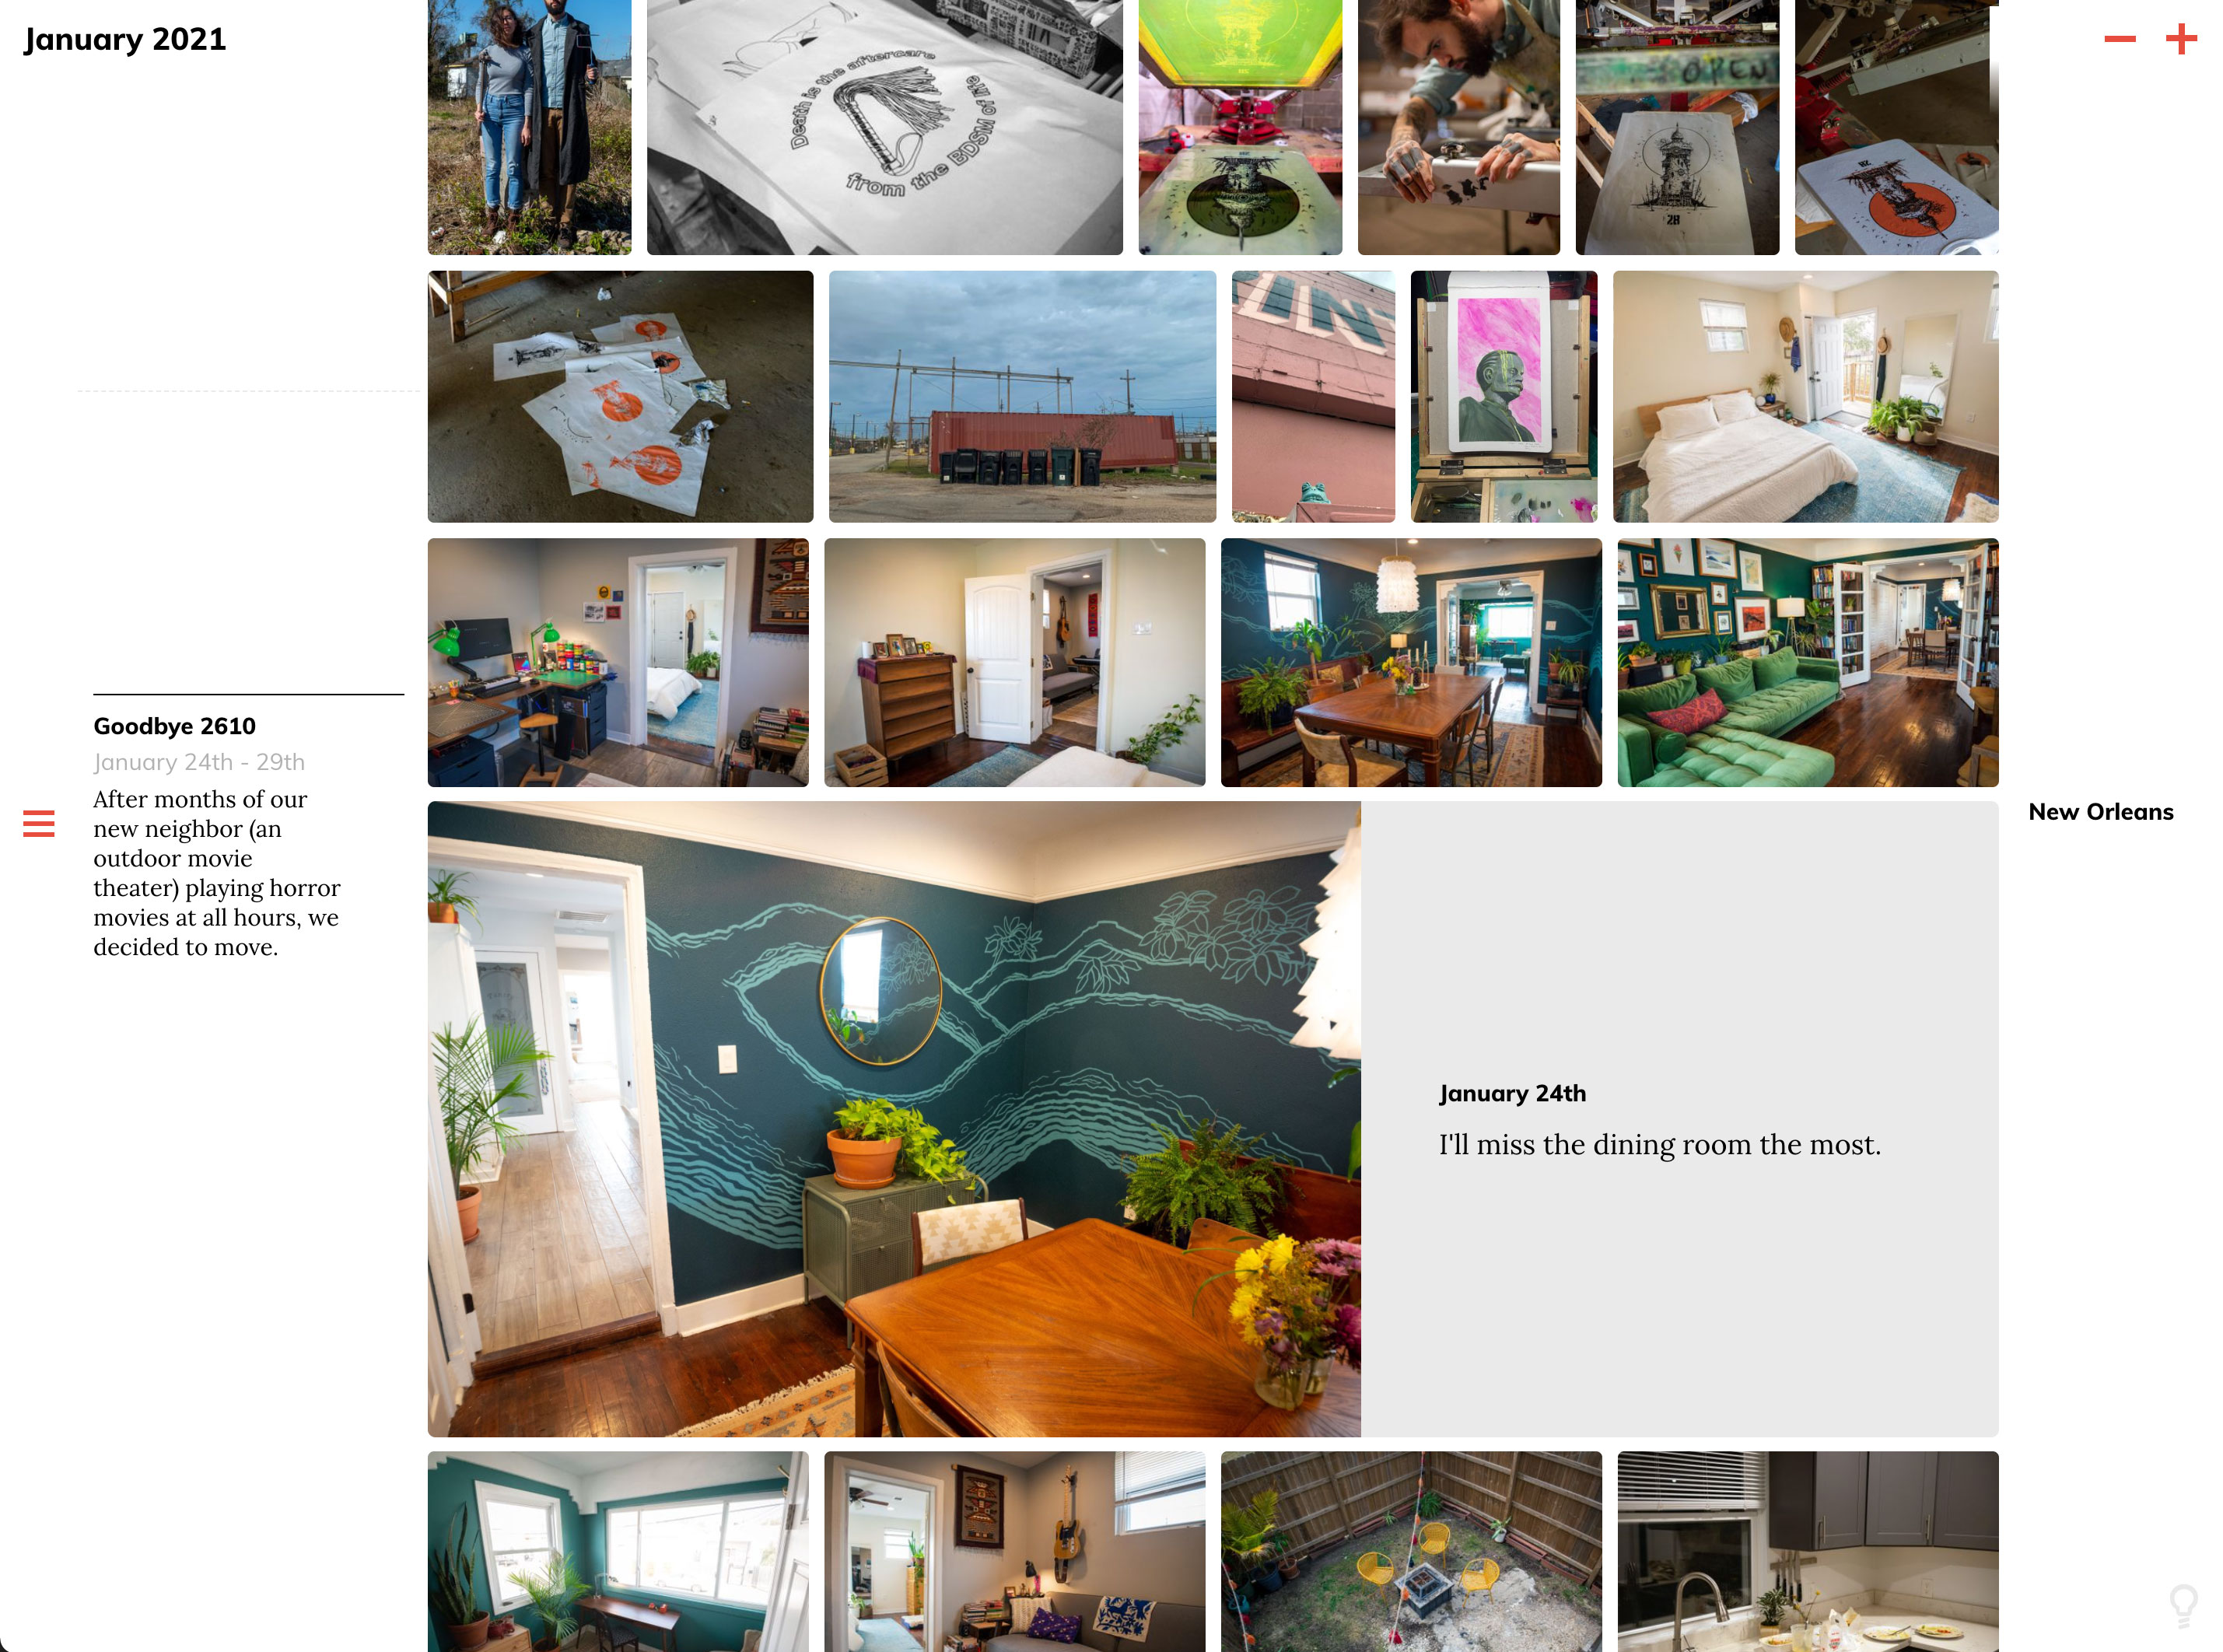 January 2021
Death is the aftercare
from the BDSM of life
OPEN
28
28
INT
Goodbye 2610
January 24th - 29th
After months of our
new neighbor (an
outdoor movie
theater) playing horror
movies at all hours, we
decided to move.
New Orleans
January 24th
I'll miss the dining room the most.